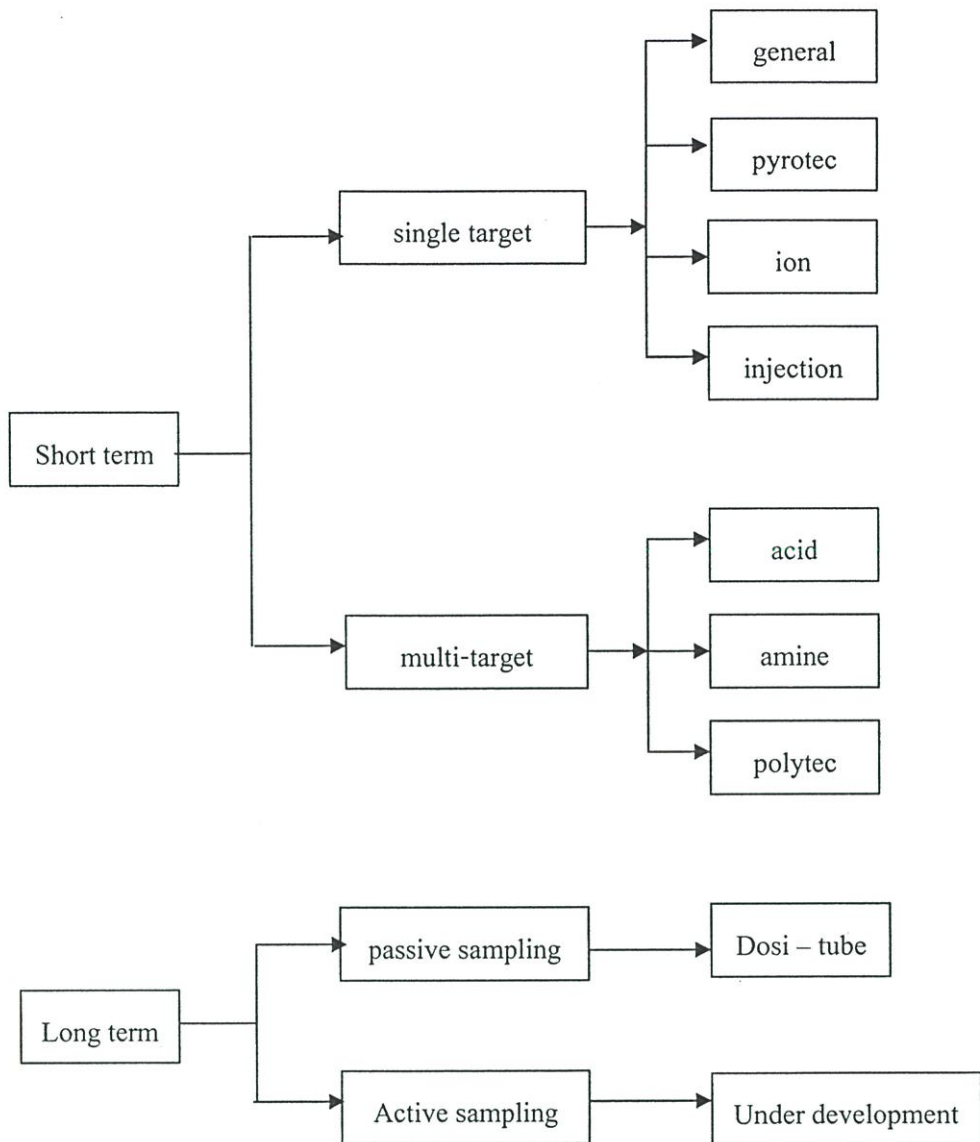 general
pyrotec
single target
ion
injection
Short term
acid
multi-target
amine
polytec
passive sampling
Dosi – tube
Long term
Active sampling
Under development